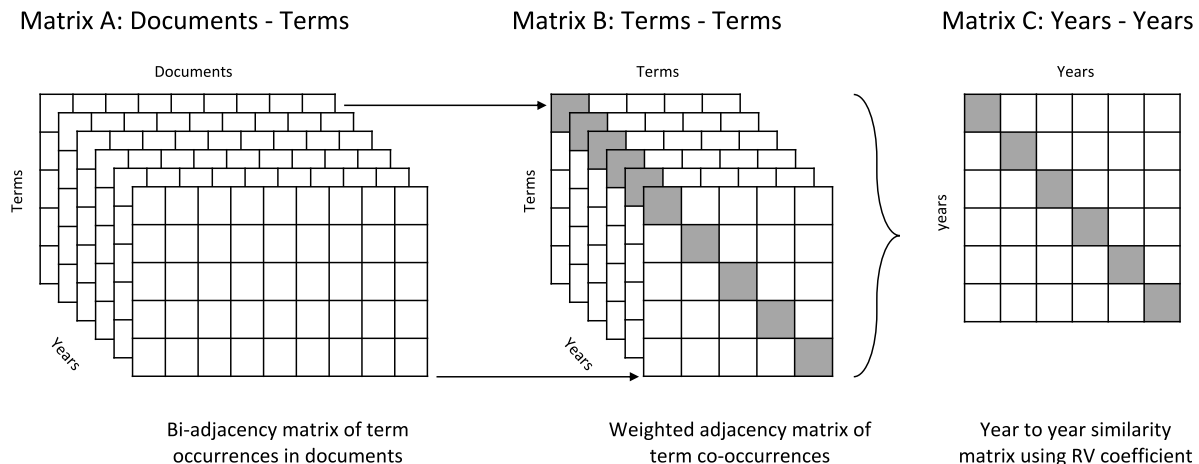 Matrix A: Documents - Terms
Matrix B: Terms - Terms
Matrix C: Years - Years
Documents
Terms
Years
Terms
Terms
years
Years
Years
Bi-adjacency matrix of term
occurrences in documents
Weighted adjacency matrix of
term co-occurrences
Year to year similarity
matrix using RV coefficient